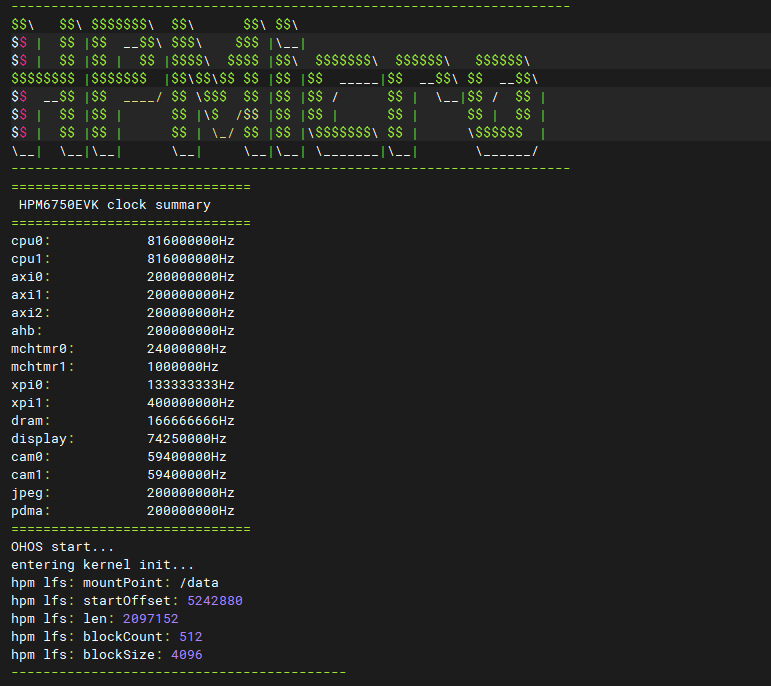 ----------------------------------------------------------------------
$$\   $$\ $$$$$$$\  $$\      $$\ $$\
$$ |  $$ |$$  __$$\ $$$\    $$$ |\__|
$$ |  $$ |$$ |  $$ |$$$$\  $$$$ |$$\  $$$$$$$\  $$$$$$\   $$$$$$\
$$$$$$$$ |$$$$$$$  |$$\$$\$$ $$ |$$ |$$  _____|$$  __$$\ $$  __$$\
$$  __$$ |$$  ____/ $$ \$$$  $$ |$$ |$$ /      $$ |  \__|$$ /  $$ |
$$ |  $$ |$$ |      $$ |\$  /$$ |$$ |$$ |      $$ |      $$ |  $$ |
$$ |  $$ |$$ |      $$ | \_/ $$ |$$ |\$$$$$$$\ $$ |      \$$$$$$  |
\__|  \__|\__|      \__|     \__|\__| \_______|\__|       \______/
----------------------------------------------------------------------
==============================
 HPM6750EVK clock summary
==============================
cpu0:            816000000Hz
cpu1:            816000000Hz
axi0:            200000000Hz
axi1:            200000000Hz
axi2:            200000000Hz
ahb:             200000000Hz
mchtmr0:         24000000Hz
mchtmr1:         1000000Hz
xpi0:            133333333Hz
xpi1:            400000000Hz
dram:            166666666Hz
display:         74250000Hz
cam0:            59400000Hz
cam1:            59400000Hz
jpeg:            200000000Hz
pdma:            200000000Hz
==============================
OHOS start...
entering kernel init...
hpm lfs: mountPoint: /data
hpm lfs: startOffset: 5242880
hpm lfs: len: 2097152
hpm lfs: blockCount: 512
hpm lfs: blockSize: 4096
------------------------------------------